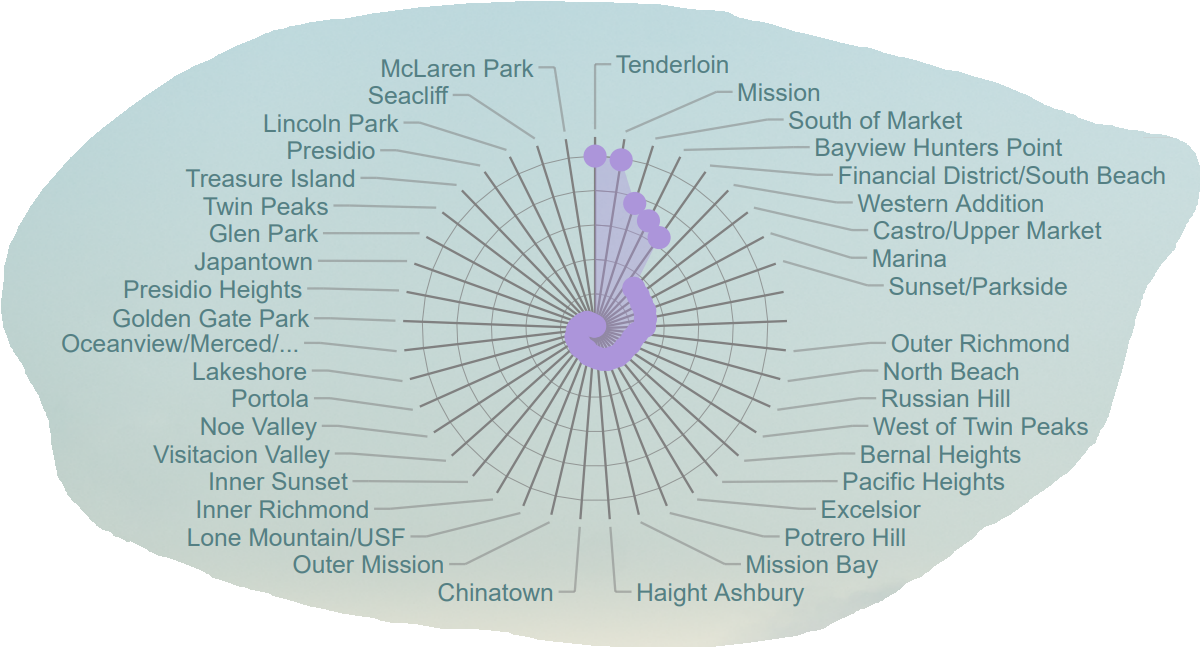 Tenderloin
Mission
South of Market
Bayview Hunters Point
Financial District/South Beach
Western Addition
Castro/Upper Market
Marina
Sunset/Parkside
Outer Richmond
North Beach
Russian Hill
West of Twin Peaks
Bernal Heights
Pacific Heights
Excelsior
Potrero Hill
Mission Bay
Haight Ashbury
Chinatown
Outer Mission
Lone Mountain/USF
Inner Richmond
Inner Sunset
Visitacion Valley
Noe Valley
Portola
Lakeshore
Oceanview/Merced/...
Golden Gate Park
Presidio Heights
Japantown
Glen Park
Twin Peaks
Treasure Island
Presidio
Lincoln Park
Seacliff
McLaren Park